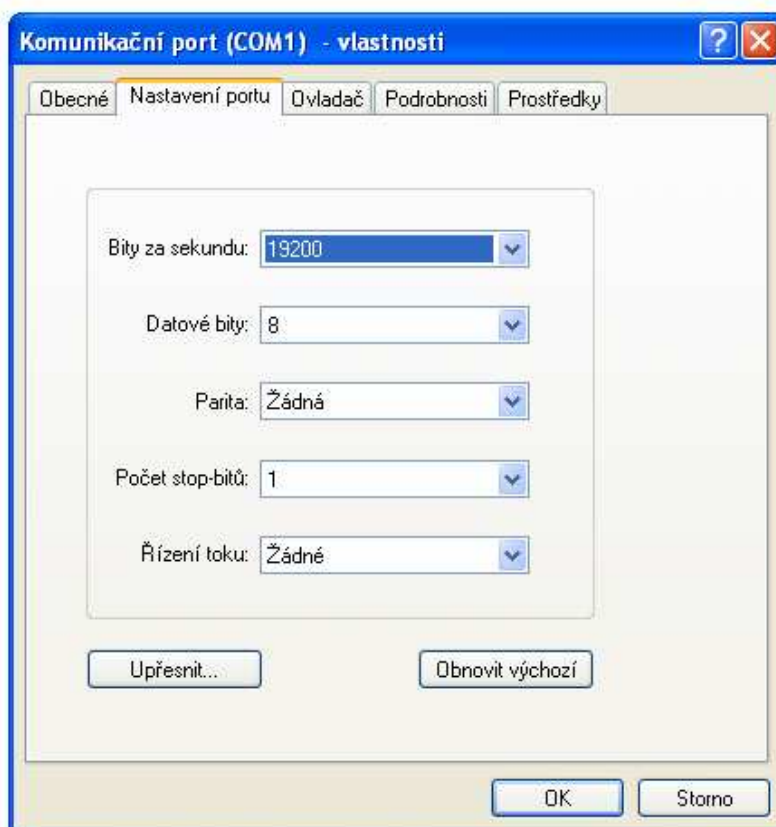 Komunikační port (COM1) - vlastnosti
Obecné Nastavení portu Ovladač Podrobnosti Prostředky
Bity za sekundu: 19200
Datové bity: 8
Parita: Žádná
Počet stop-bitů: 1
Řízení toku: Žádné
Upřesnit... Obnovit výchozí
OK Storno